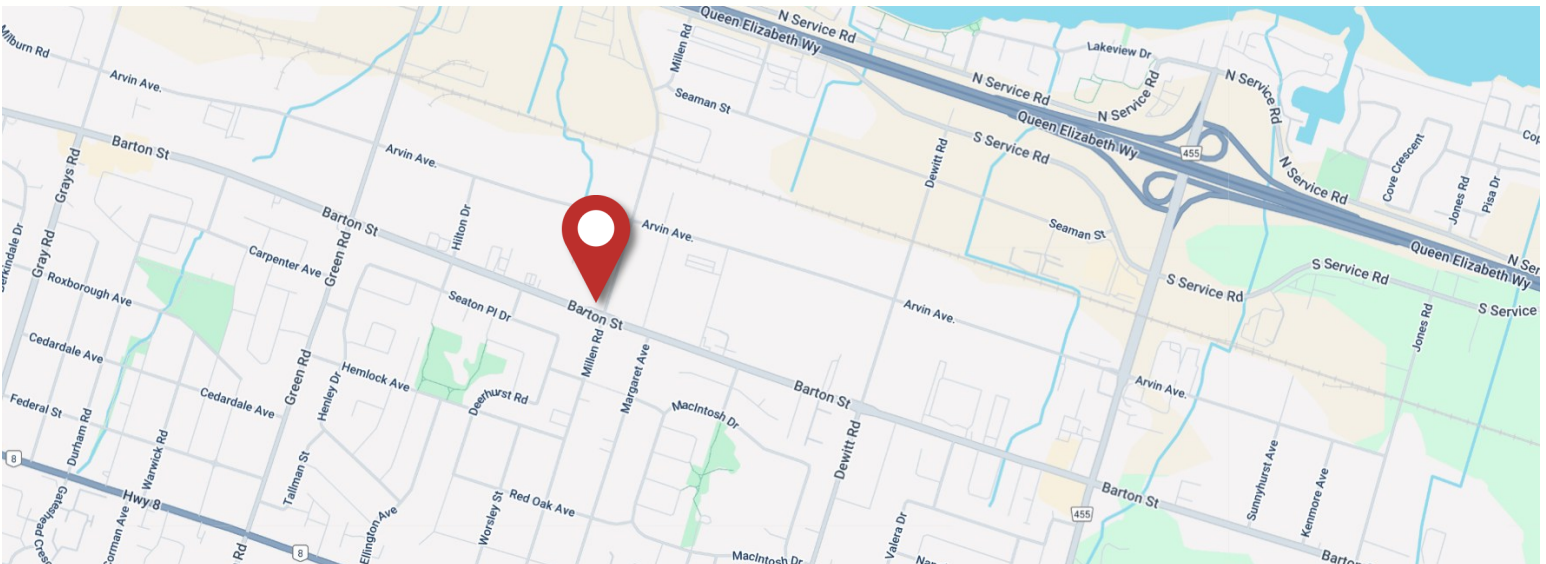 Queen Elizabeth Wy
N Service Rd
Milburn Rd
Millen Rd
Lakeview Dr
Arvin Ave.
N Service Rd
N Service Rd
N Service Rd
Seaman St
Queen Elizabeth Wy
Barton St
Arvin Ave.
S Service Rd
455
Cove Crescent
Grays Rd
Dewitt Rd
N Service Rd
Jones Rd
Pisa Dr
Barton St
Hilton Dr
Arvin Ave.
Seaman St
Gray Rd
Carpenter Ave
Green Rd
Queen Elizabeth Wy
S Service Rd
S Service Rd
Roxborough Ave
Seaton Pl Dr
Barton St
Arvin Ave.
S Service
Jones Rd
Cedardale Ave
Millen Rd
Margaret Ave
Green Rd
Hemlock Ave
Henley Dr
Deerhurst Rd
Barton St
Arvin Ave.
Cedardale Ave
MacIntosh Dr
Federal St
Durham Rd
Warwick Rd
Dewitt Rd
8
Tallman St
Hwy 8
Worsley St
Red Oak Ave
Barton St
Sunnyhurst Ave
Kenmore Ave
455
Ellington Ave
Valera Dr
8
Rd
MacIntosh Dr